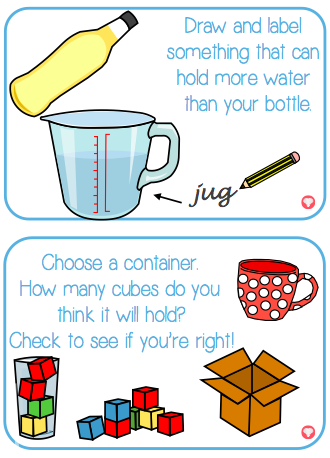 Draw and label
something that can
hold more water
than your bottle.
jug
Choose a container.
How many cubes do you
think it will hold?
Check to see if you're right!